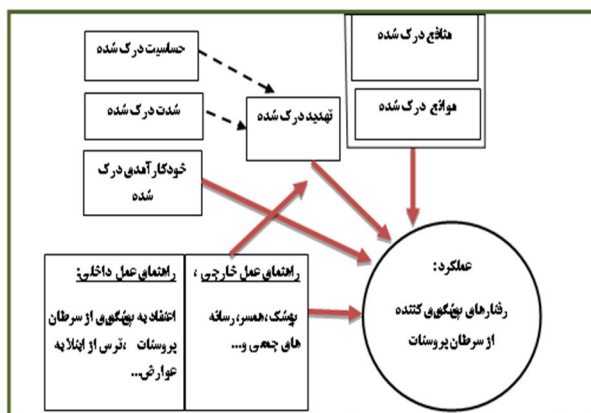 منافع درک شده
موانع درک شده
حساسیت درک شده
شدت درک شده
تهدید درک شده
خودکارآمدی درک
شده
راهنمای عمل خارجی ،
پزشک،همسر،رسانه
های جمعی و...
راهنمای عمل داخلی:
اعتقاد به پیشگیری از سرطان
پروستات ،ترس از ابتلا به
عوارض...
عملکرد:
رفتارهای پیشگیری کننده
از سرطان پروستات